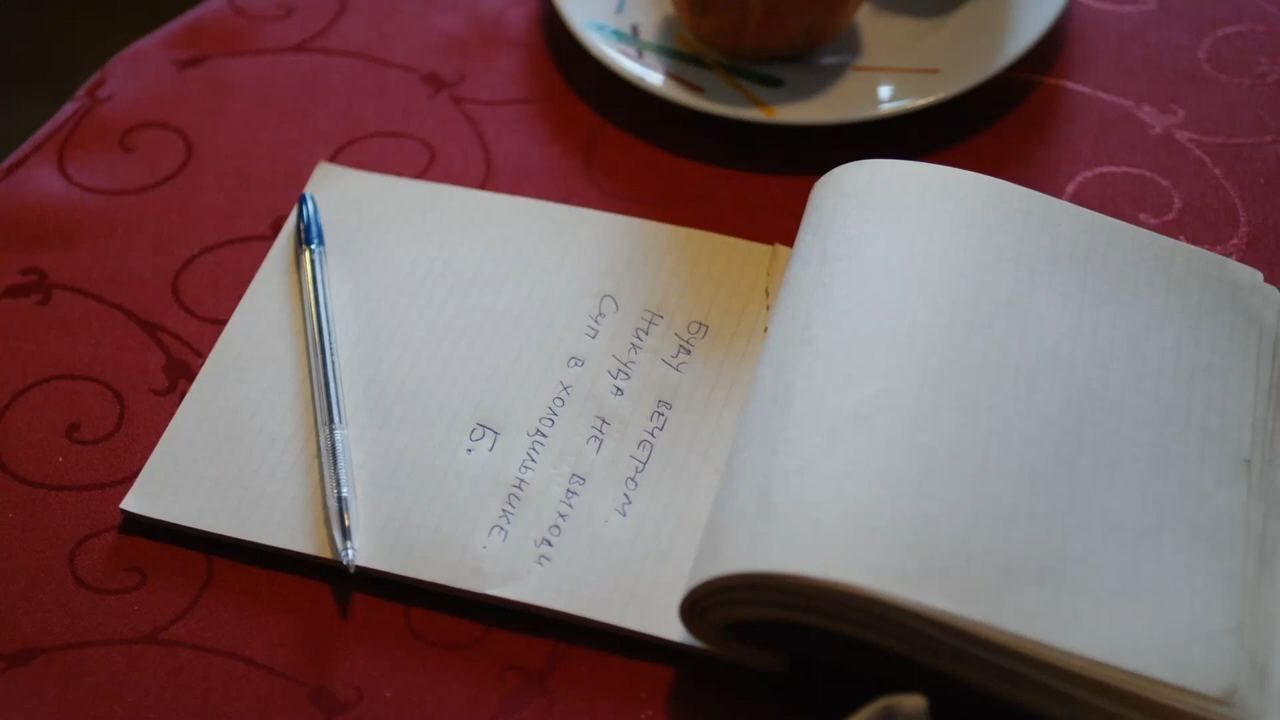 Буду вечером.
Никуда не выходи
Суп в холодильнике.
Б.